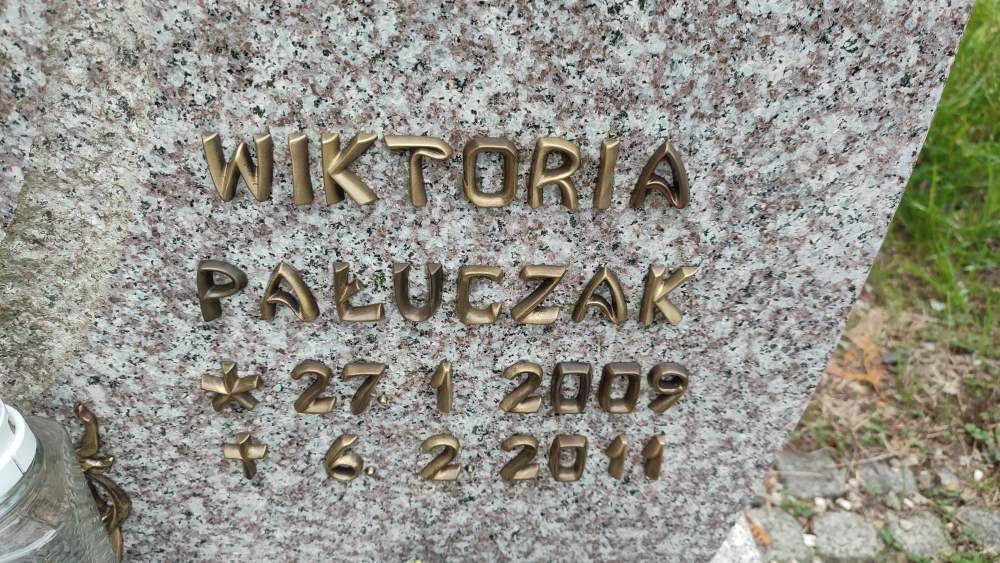 WIKTORIA
PAŁUCZAK
* 27. 1. 2009
† 6. 2. 2011